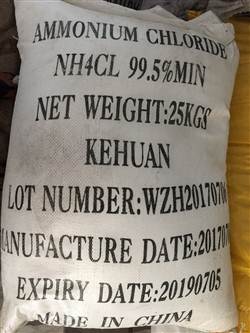 AMMONIUM CHLORIDE
NH4CL 99.5%MIN
NET WEIGHT:25KGS
KEHUAN
LOT NUMBER:WZH20170706
MANUFACTURE DATE:201707
EXPIRY DATE:20190705
MADE IN CHINA